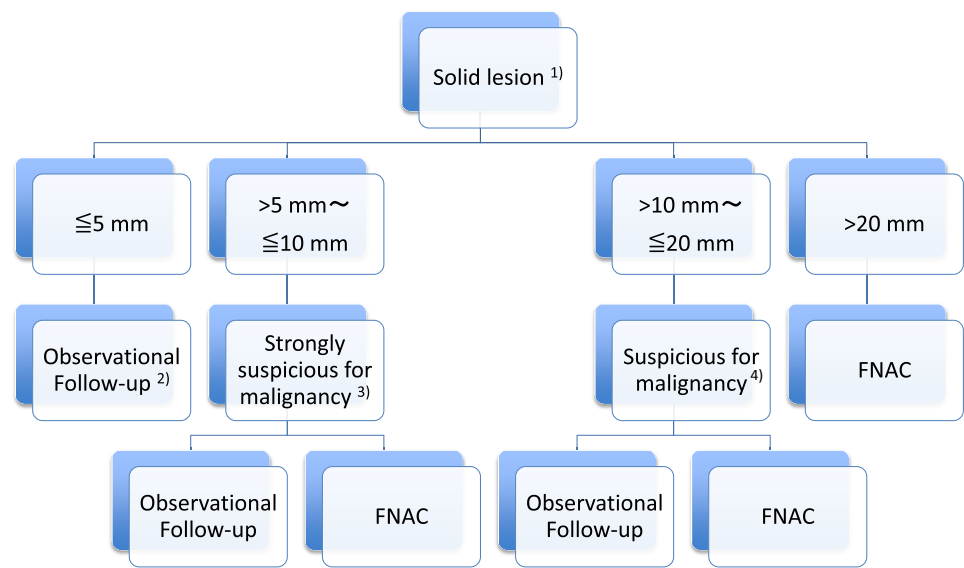 Solid lesion 1)
≦5 mm
>5 mm～
≦10 mm
>10 mm～
≦20 mm
>20 mm
Observational
Follow-up 2)
Strongly
suspicious for
malignancy 3)
Suspicious for
malignancy 4)
FNAC
Observational
Follow-up
FNAC
Observational
Follow-up
FNAC